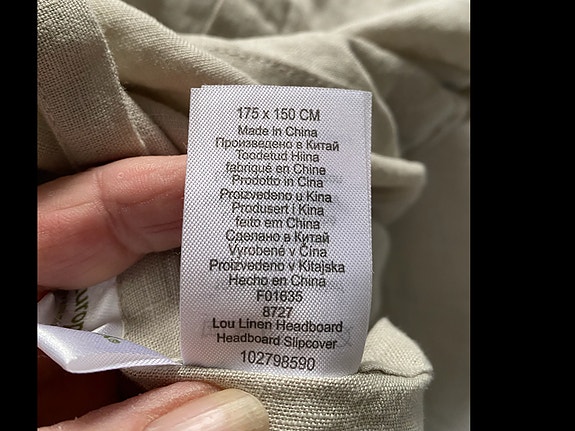 175 x 150 CM
Made in China
Произведено в Китай
Toodetud Hiina
fabriqué en Chine
Prodotto in Cina
Proizvedeno u Kina
Produsert i Kina
feito em China
Сделано в Китай
Vyrobené v Čína
Proizvedeno v Kitajska
Hecho en China
F01635
8727
Lou Linen Headboard
Headboard Slipcover
102798590